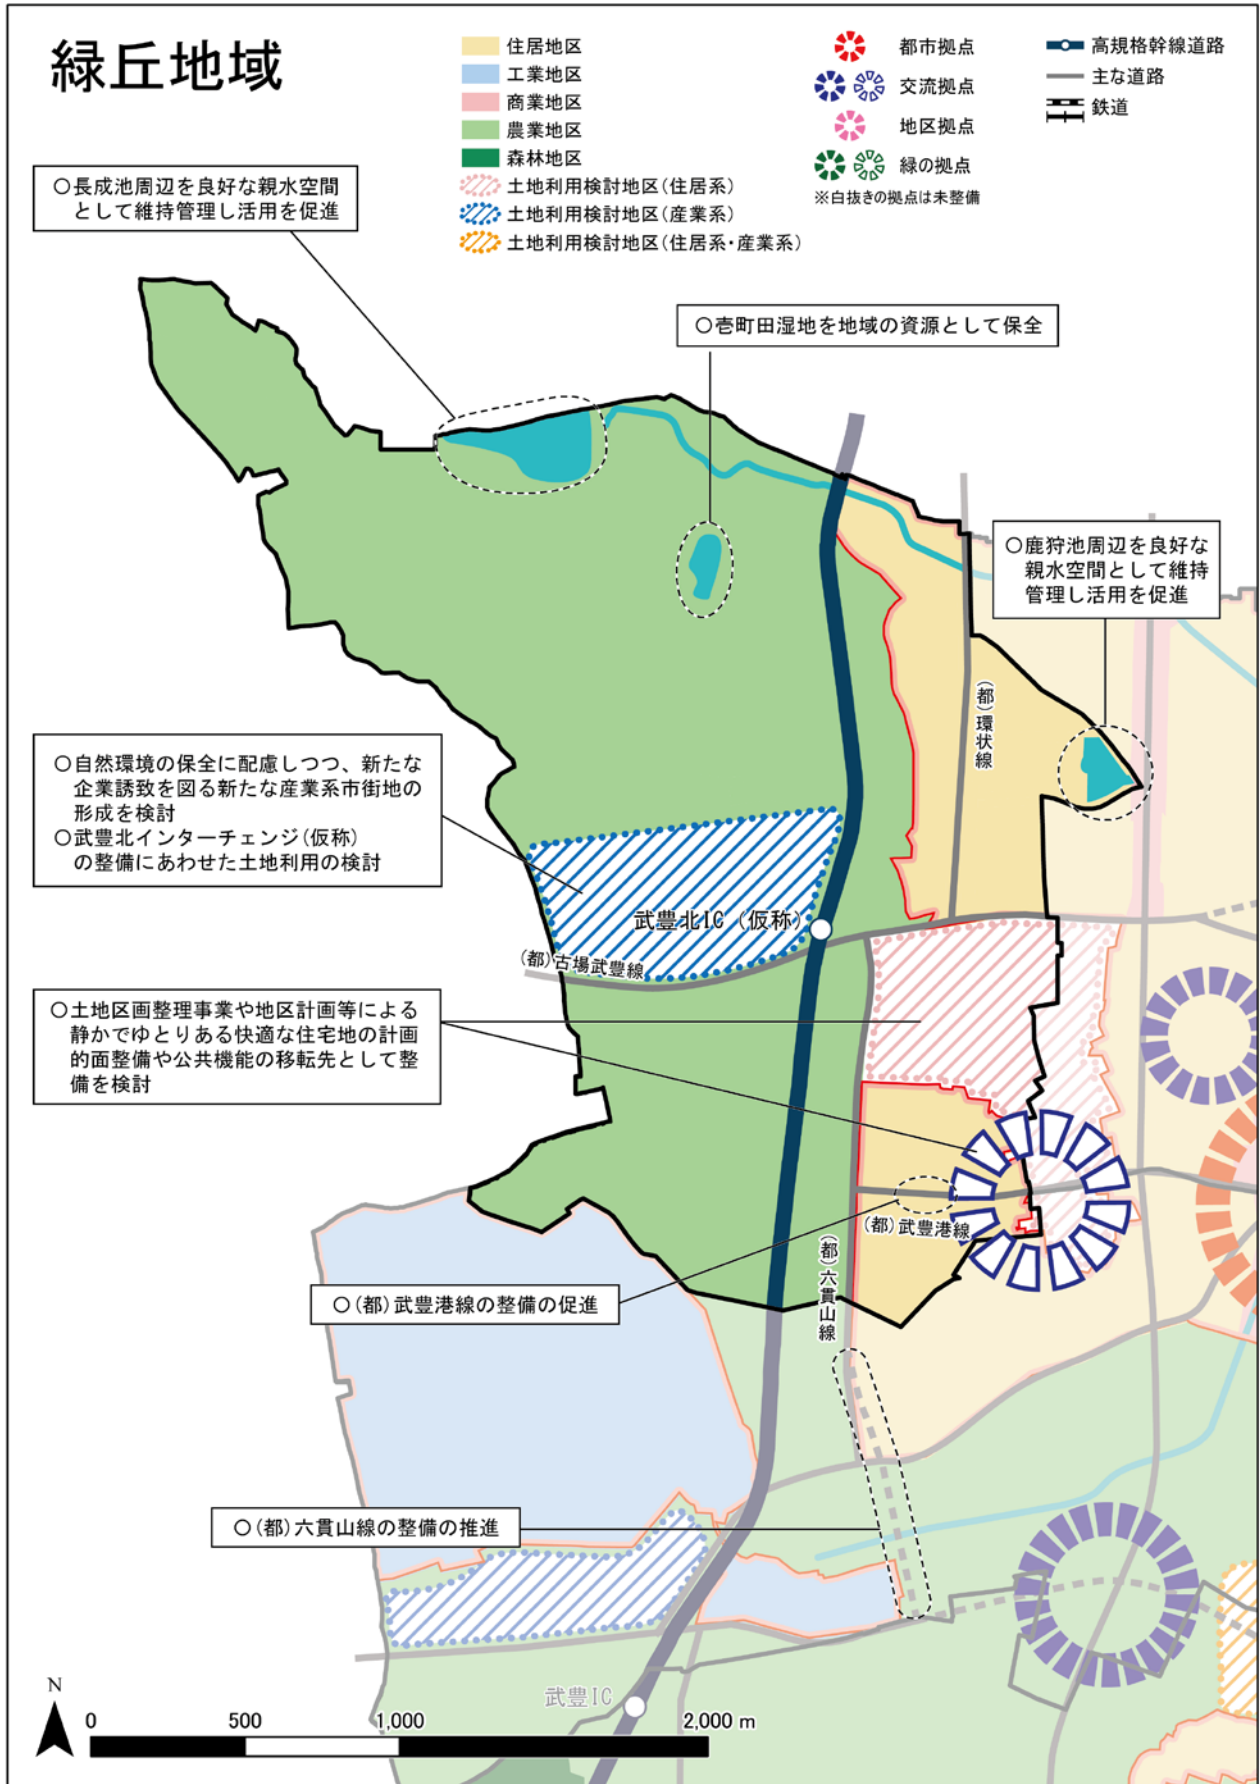 緑丘地域
住居地区
工業地区
商業地区
農業地区
森林地区
土地利用検討地区(住居系)
土地利用検討地区(産業系)
土地利用検討地区(住居系・産業系)
都市拠点
交流拠点
地区拠点
緑の拠点
※白抜きの拠点は未整備
高規格幹線道路
主な道路
鉄道
○長成池周辺を良好な親水空間
として維持管理し活用を促進
○壱町田湿地を地域の資源として保全
○鹿狩池周辺を良好な
親水空間として維持
管理し活用を促進
(都)環状線
○自然環境の保全に配慮しつつ、新たな
企業誘致を図る新たな産業系市街地の
形成を検討
○武豊北インターチェンジ(仮称)
の整備にあわせた土地利用の検討
武豊北IC(仮称)
(都)古場武豊線
○土地区画整理事業や地区計画等による
静かでゆとりある快適な住宅地の計画
的面整備や公共機能の移転先として整
備を検討
(都)武豊港線
(都)六貫山線
○(都)武豊港線の整備の促進
○(都)六貫山線の整備の推進
武豊IC
N
0 500 1,000 2,000 m